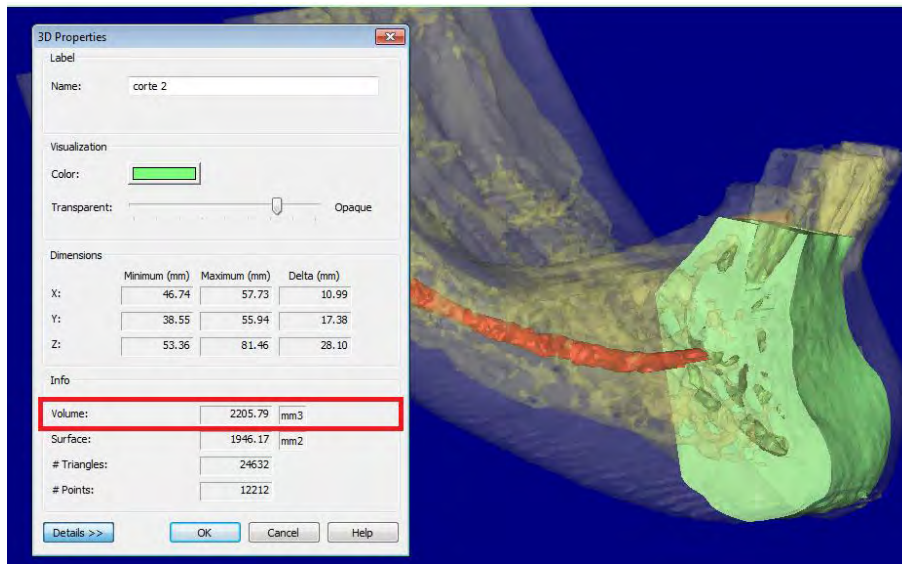 3D Properties
Label
Name: corte 2
Visualization
Color:
Transparent: Opaque
Dimensions
Minimum (mm) Maximum (mm) Delta (mm)
X: 46.74 57.73 10.99
Y: 38.55 55.94 17.38
Z: 53.36 81.46 28.10
Info
Volume: 2205.79 mm3
Surface: 1946.17 mm2
# Triangles: 24632
# Points: 12212
Details >> OK Cancel Help